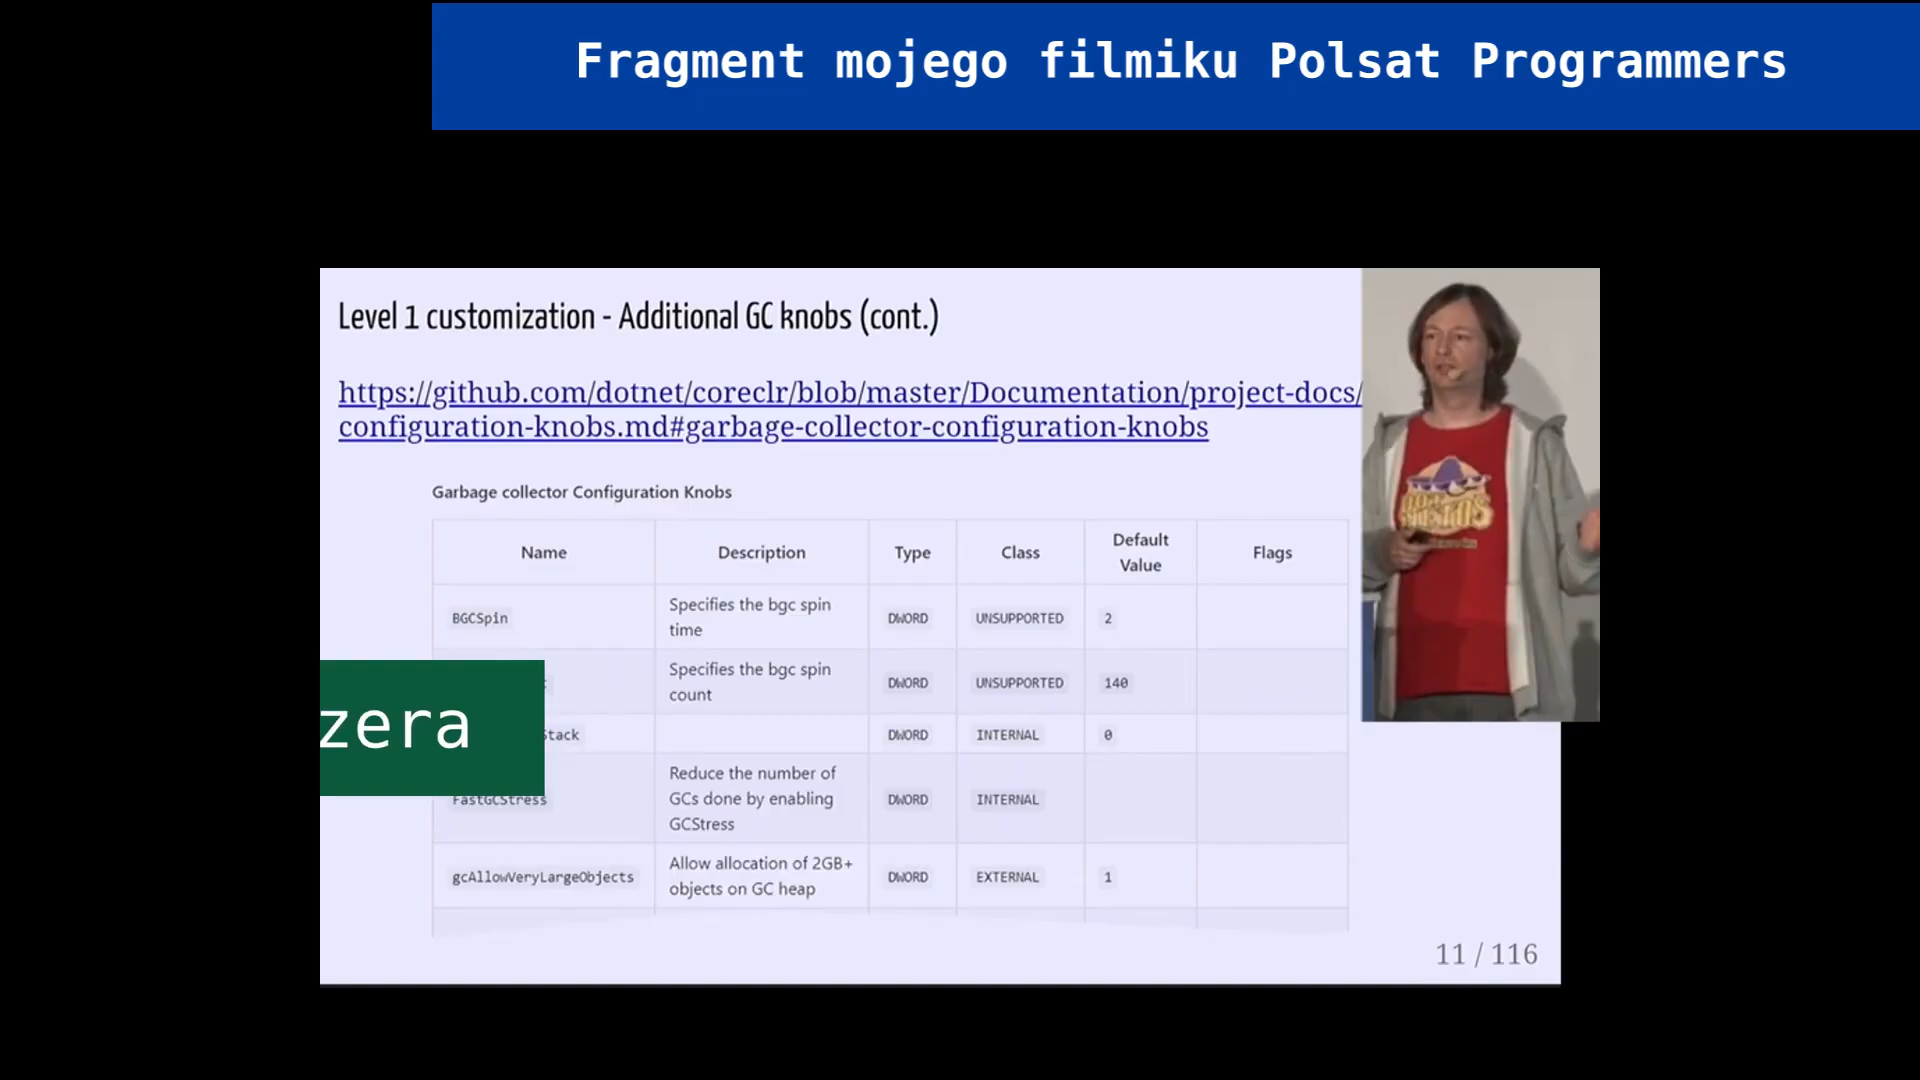 Fragment mojego filmiku Polsat Programmers
Level 1 customization - Additional GC knobs (cont.)
https://github.com/dotnet/coreclr/blob/master/Documentation/project-docs/
configuration-knobs.md#garbage-collector-configuration-knobs
Garbage collector Configuration Knobs
Name Description Type Class Default Value Flags
BGCSpin Specifies the bgc spin time DWORD UNSUPPORTED 2
Specifies the bgc spin count DWORD UNSUPPORTED 140
zera
Stack DWORD INTERNAL 0
FastGCStress Reduce the number of GCs done by enabling GCStress DWORD INTERNAL
gcAllowVeryLargeObjects Allow allocation of 2GB+ objects on GC heap DWORD EXTERNAL 1
11 / 116